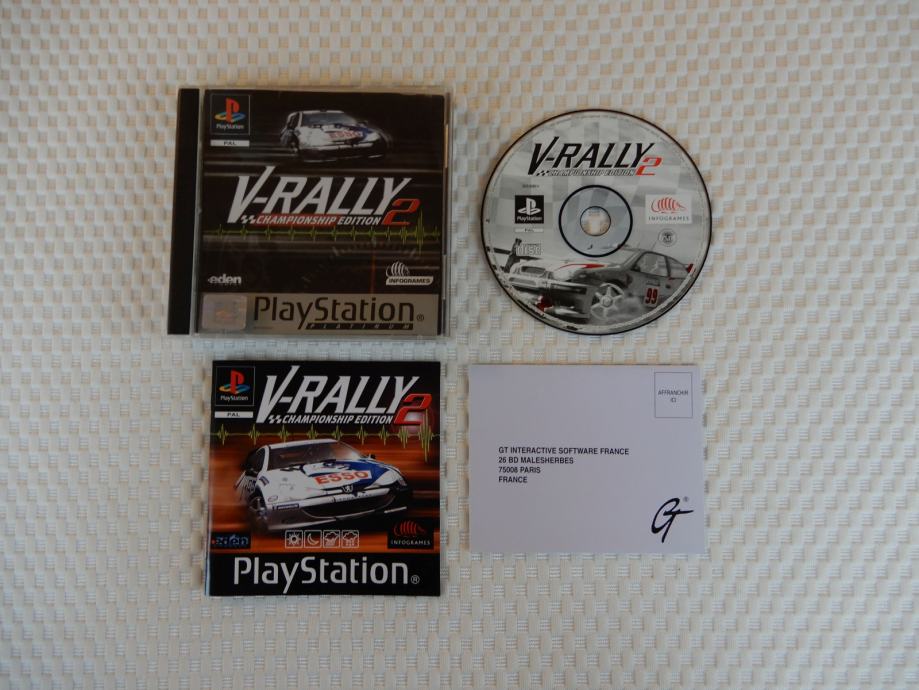 PlayStation
PAL
ESSO
V-RALLY 2
CHAMPIONSHIP EDITION
eden
INFOGRAMES
PlayStation®
PLATINUM
V-RALLY 2
CHAMPIONSHIP EDITION
PlayStation
PAL
INFOGRAMES
99
PlayStation
PAL
V-RALLY 2
CHAMPIONSHIP EDITION
ESSO
eden
INFOGRAMES
PlayStation®
AFFRANCHIR
ICI
GT INTERACTIVE SOFTWARE FRANCE
26 BD MALESHERBES
75008 PARIS
FRANCE
GT®